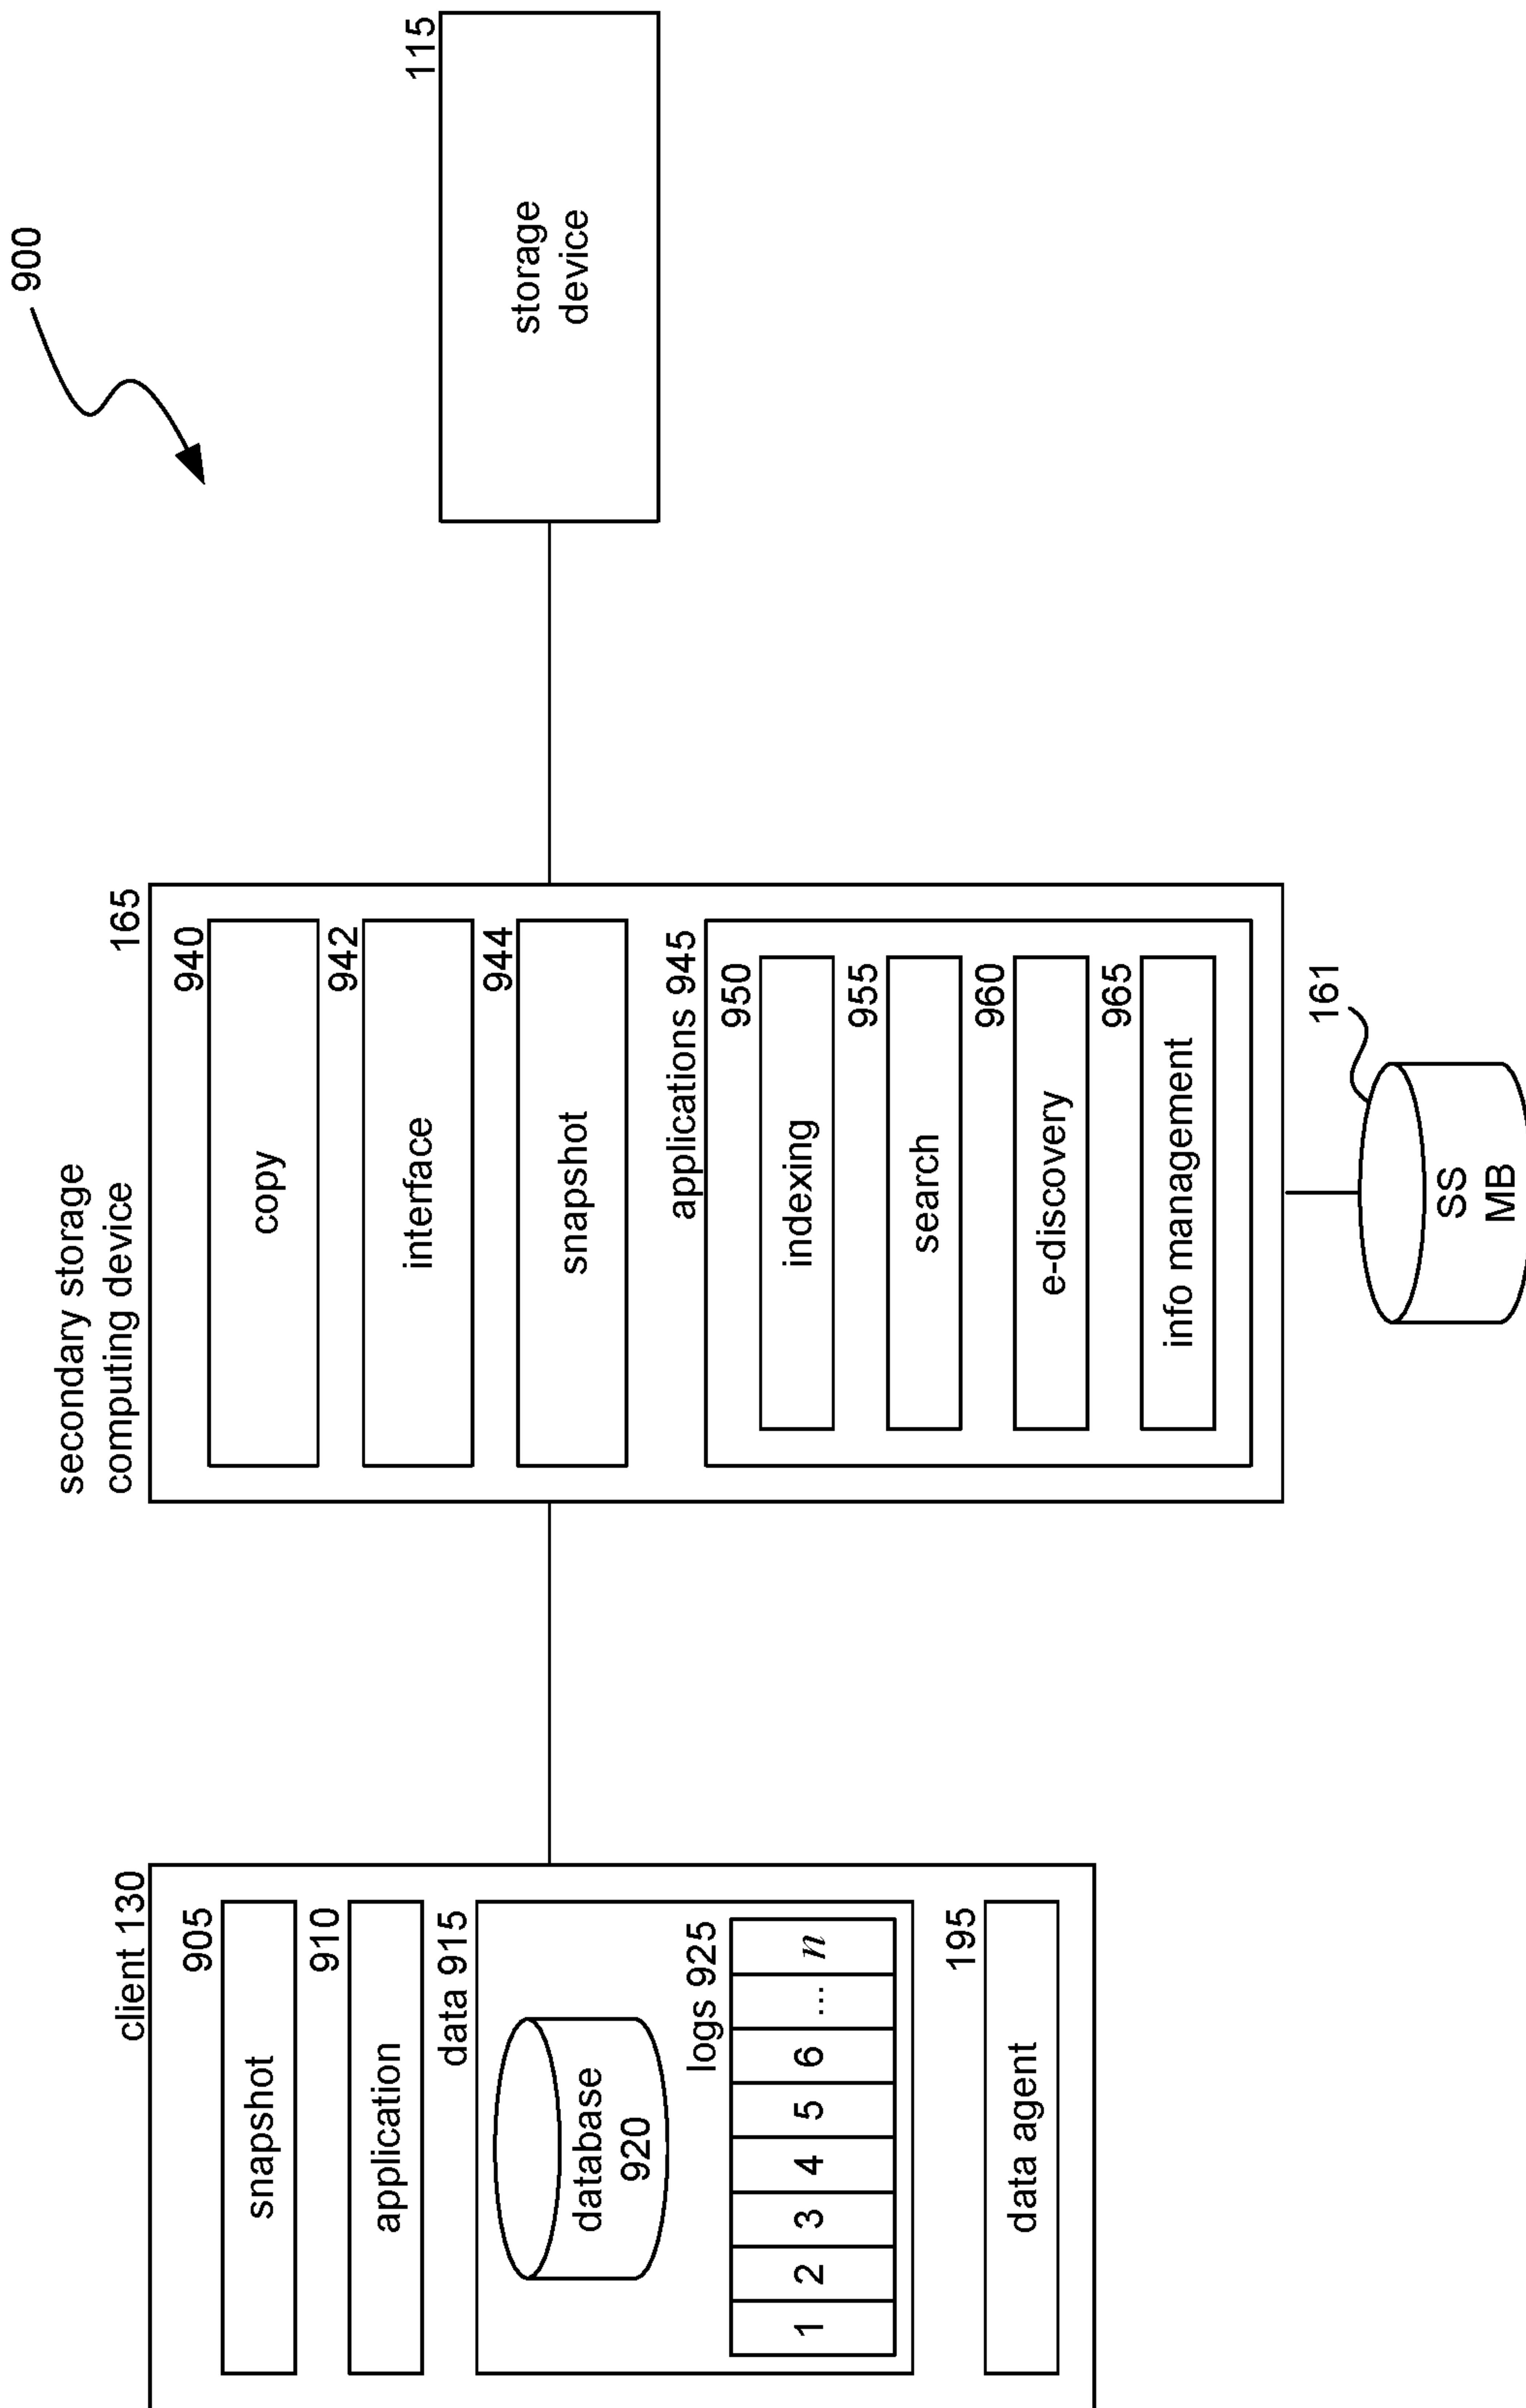 900
client 130
905
snapshot
910
application
data 915
database
920
logs 925
1 2 3 4 5 6 ... n
195
data agent
secondary storage
computing device
165
940
copy
942
interface
944
snapshot
applications 945
950
indexing
955
search
960
e-discovery
965
info management
161
SS
MB
115
storage
device